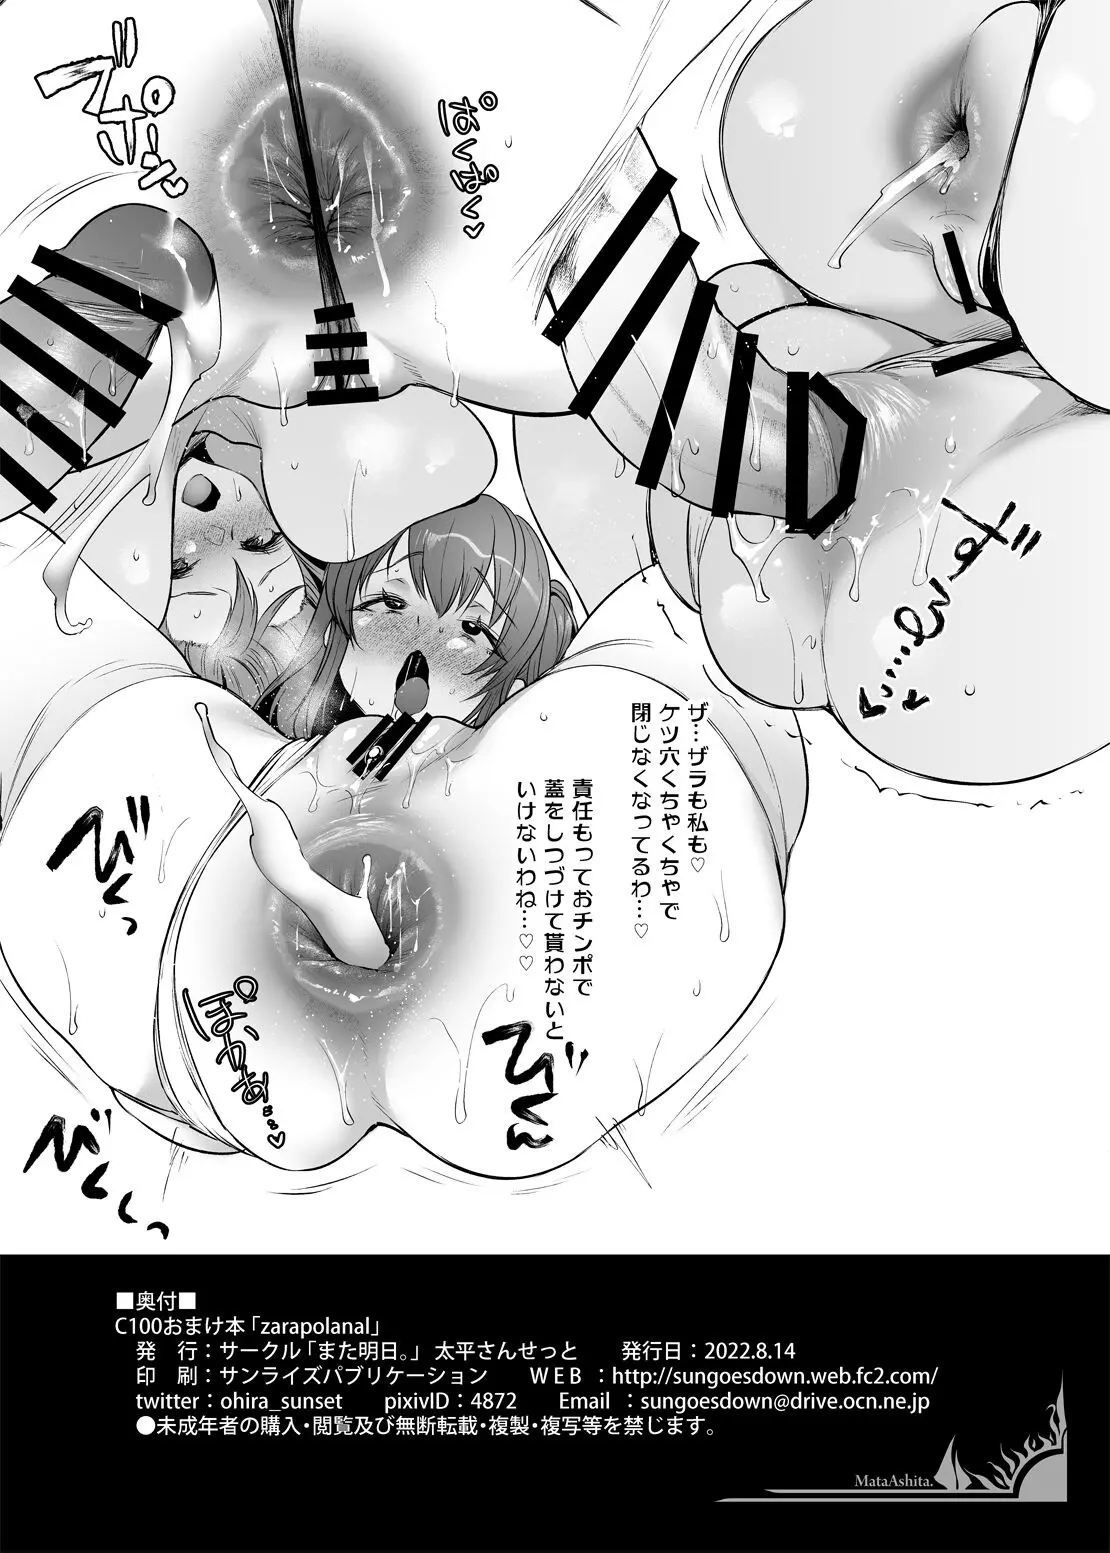 ブポーン
ぱくぱくぅ♡
ザ…ザラも私も♡
ケツ穴くちゃくちゃで
閉じなくなってるわ…♡
責任もっておチンポで
蓋をしつづけて貰わないと
いけないわね…♡♡
びくっ
ぽかぁ…♡
びく
びくくっ
■奥付■
C100おまけ本「zarapolanal」
発　行：サークル「また明日。」　太平さんせっと　　発行日：2022.8.14
印　刷：サンライズパブリケーション　　WEB　：http://sungoesdown.web.fc2.com/
twitter：ohira_sunset　　pixivID：4872　　Email　：sungoesdown@drive.ocn.ne.jp
●未成年者の購入・閲覧及び無断転載・複製・複写等を禁じます。
MataAshita.